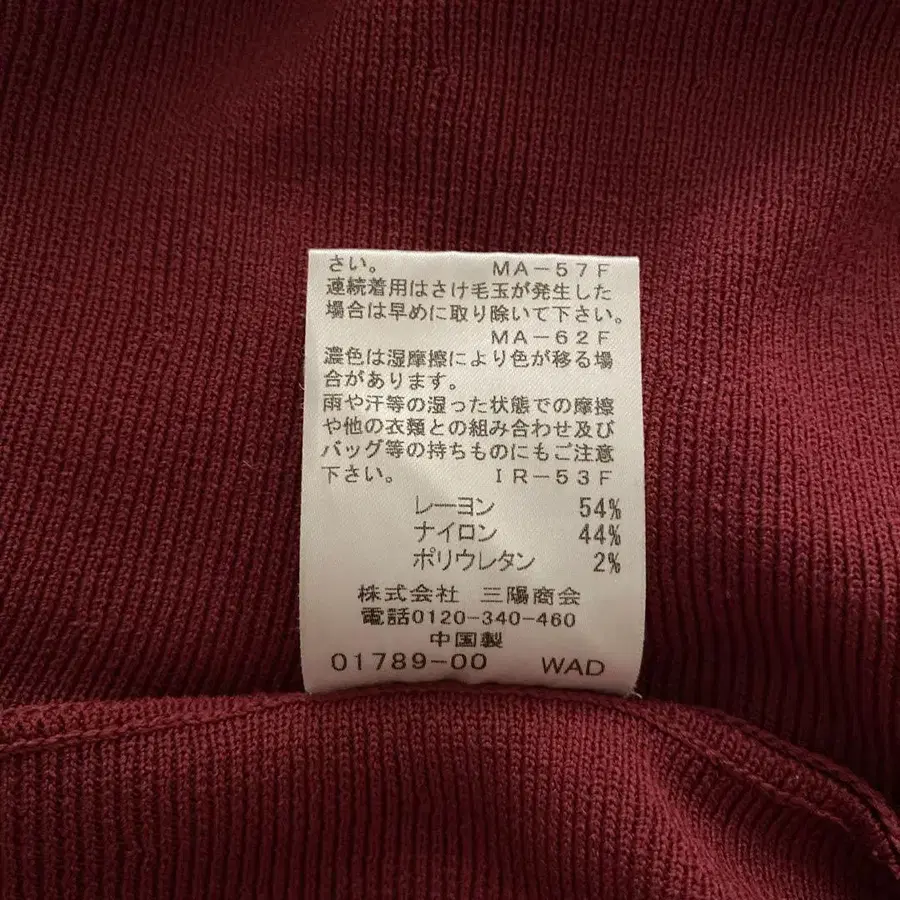 さい。 MA-57F
連続着用はさけ毛玉が発生した
場合は早めに取り除いて下さい。
MA-62F
濃色は湿摩擦により色が移る場
合があります。
雨や汗等の湿った状態での摩擦
や他の衣類との組み合わせ及び
バッグ等の持ちものにもご注意
下さい。 IR-53F
レーヨン 54%
ナイロン 44%
ポリウレタン 2%
株式会社 三陽商会
電話0120-340-460
中国製
01789-00 WAD